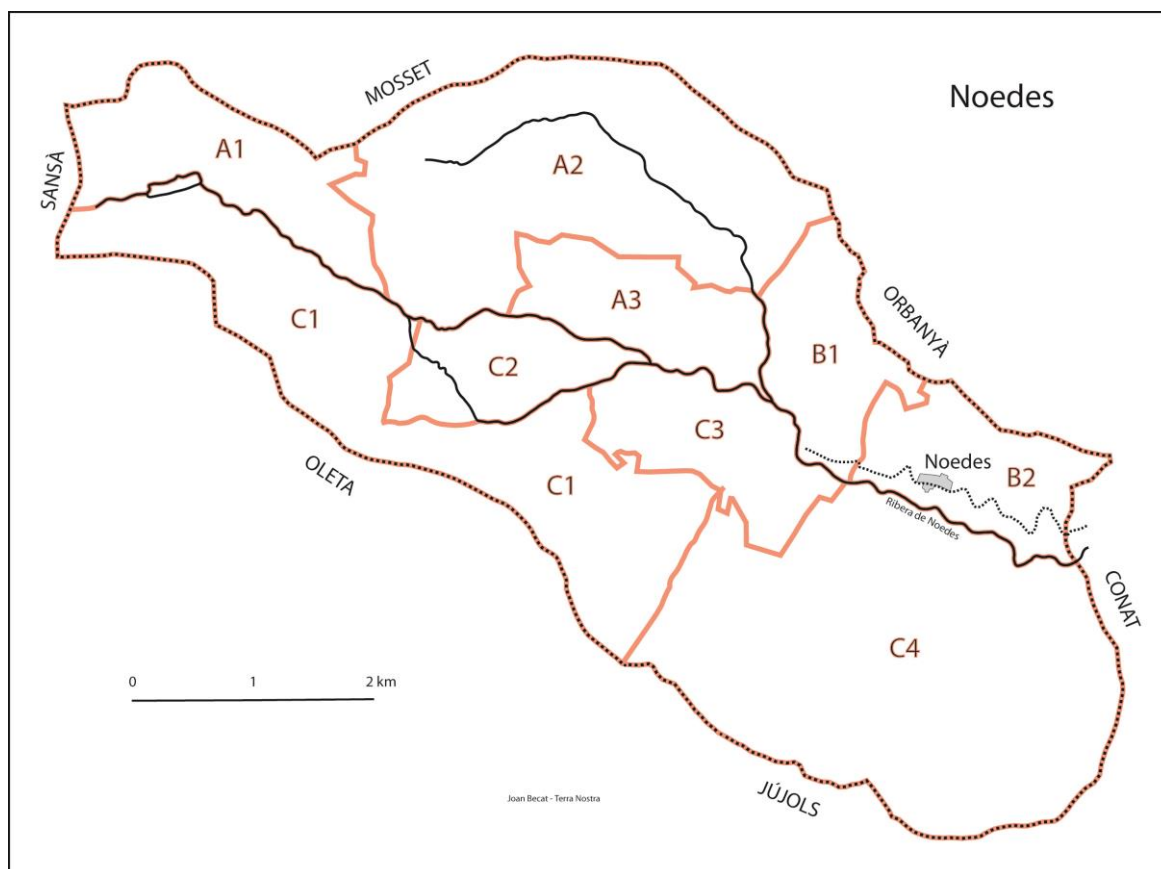 Noedes
MOSSET
A1
SANSÀ
A2
A3
C1
ORBANYÀ
B1
C2
C3
Noedes
B2
OLETA
C1
Ribera de Noedes
CONAT
C4
0 1 2 km
JÚJOLS
Joan Becat - Terra Nostra